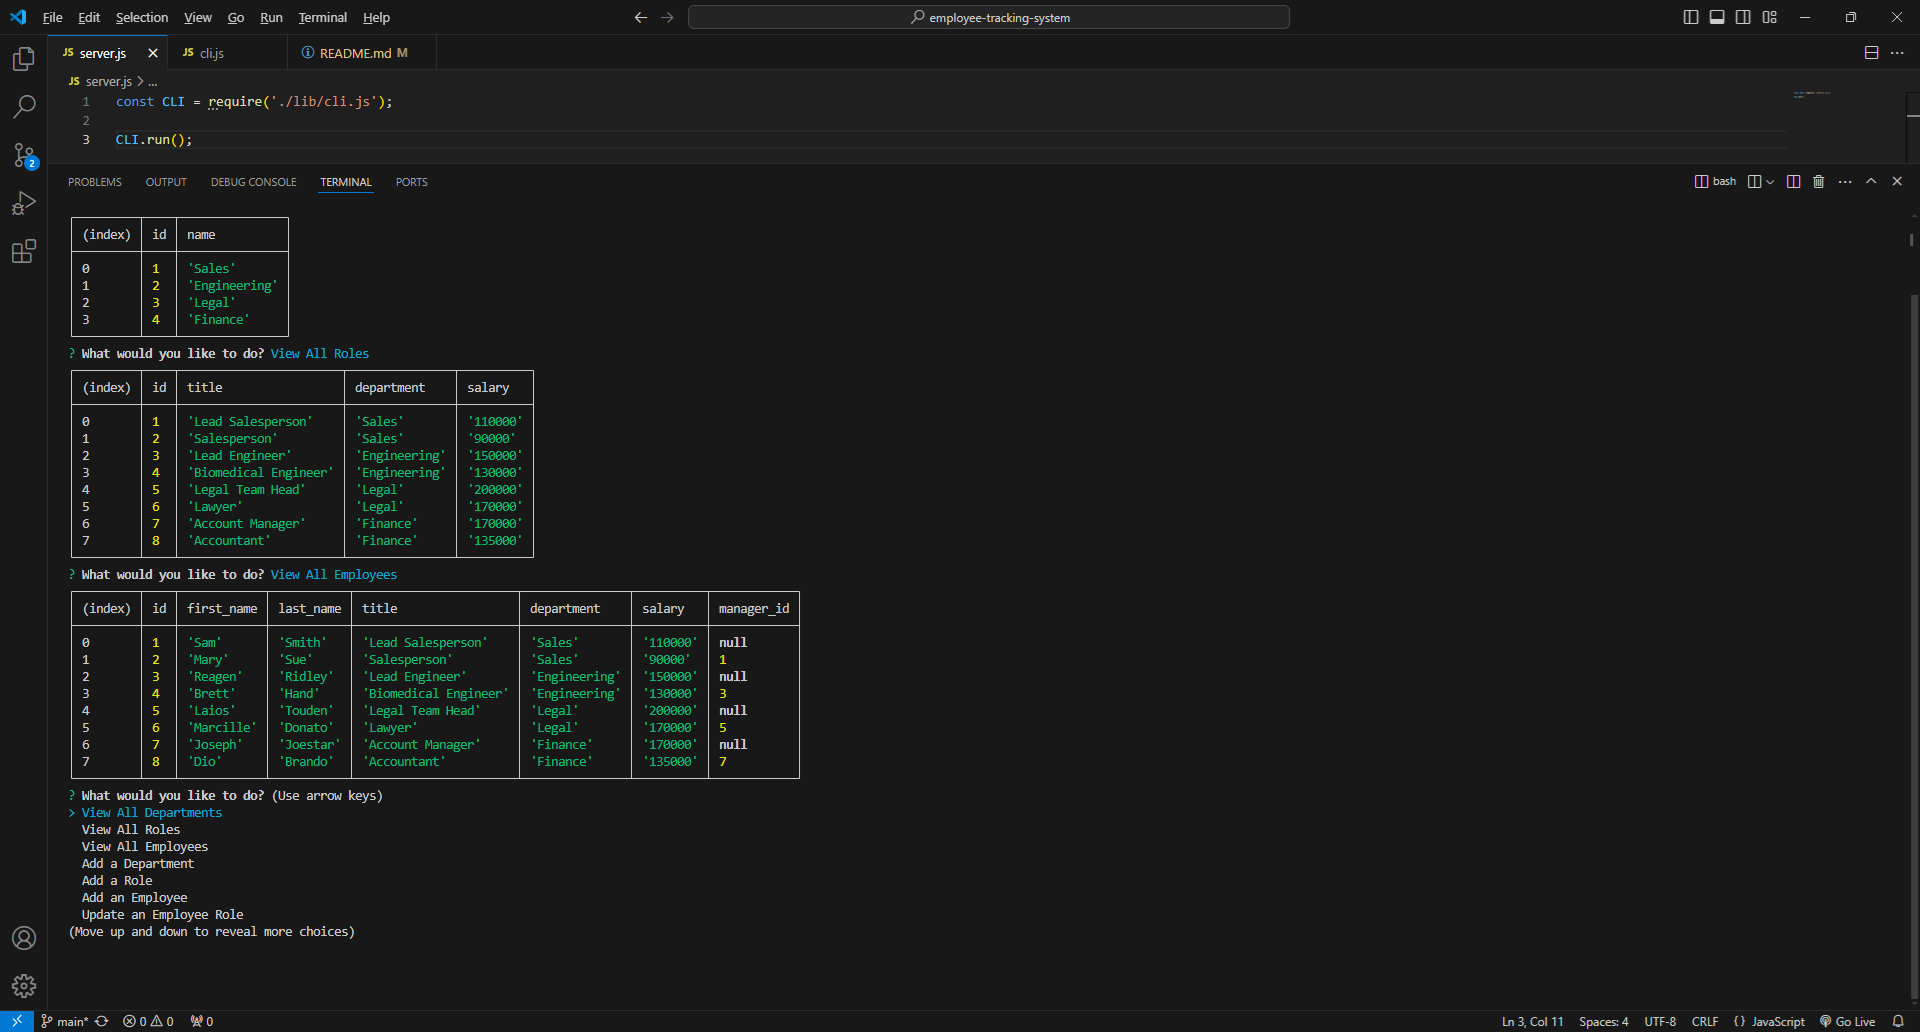 File Edit Selection View Go Run Terminal Help employee-tracking-system
JS server.js JS cli.js README.md M
JS server.js > ...
1 const CLI = require('./lib/cli.js');
2
3 CLI.run();
PROBLEMS OUTPUT DEBUG CONSOLE TERMINAL PORTS bash
(index) id name
0 1 'Sales'
1 2 'Engineering'
2 3 'Legal'
3 4 'Finance'
? What would you like to do? View All Roles
(index) id title department salary
0 1 'Lead Salesperson' 'Sales' '110000'
1 2 'Salesperson' 'Sales' '90000'
2 3 'Lead Engineer' 'Engineering' '150000'
3 4 'Biomedical Engineer' 'Engineering' '130000'
4 5 'Legal Team Head' 'Legal' '200000'
5 6 'Lawyer' 'Legal' '170000'
6 7 'Account Manager' 'Finance' '170000'
7 8 'Accountant' 'Finance' '135000'
? What would you like to do? View All Employees
(index) id first_name last_name title department salary manager_id
0 1 'Sam' 'Smith' 'Lead Salesperson' 'Sales' '110000' null
1 2 'Mary' 'Sue' 'Salesperson' 'Sales' '90000' 1
2 3 'Reagen' 'Ridley' 'Lead Engineer' 'Engineering' '150000' null
3 4 'Brett' 'Hand' 'Biomedical Engineer' 'Engineering' '130000' 3
4 5 'Laios' 'Touden' 'Legal Team Head' 'Legal' '200000' null
5 6 'Marcille' 'Donato' 'Lawyer' 'Legal' '170000' 5
6 7 'Joseph' 'Joestar' 'Account Manager' 'Finance' '170000' null
7 8 'Dio' 'Brando' 'Accountant' 'Finance' '135000' 7
? What would you like to do? (Use arrow keys)
> View All Departments
View All Roles
View All Employees
Add a Department
Add a Role
Add an Employee
Update an Employee Role
(Move up and down to reveal more choices)
2
main* 0 0 0 Ln 3, Col 11 Spaces: 4 UTF-8 CRLF {} JavaScript Go Live